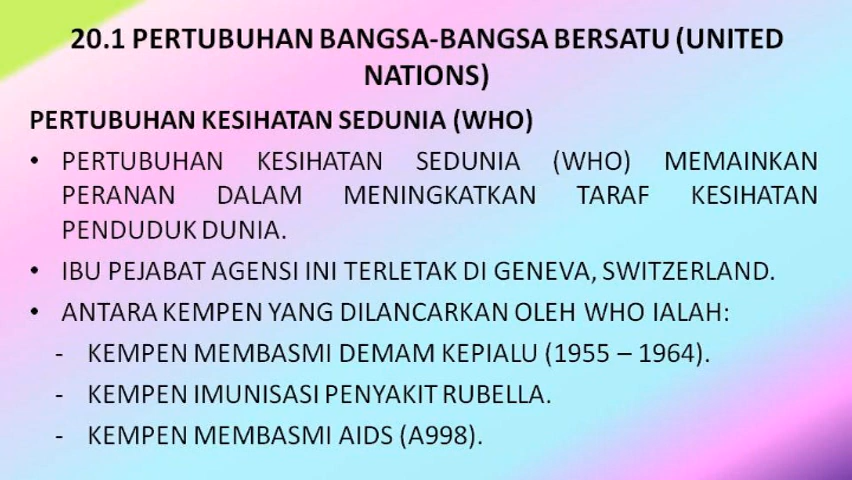 20.1 PERTUBUHAN BANGSA-BANGSA BERSATU (UNITED
NATIONS)
PERTUBUHAN KESIHATAN SEDUNIA (WHO)
• PERTUBUHAN KESIHATAN SEDUNIA (WHO) MEMAINKAN
PERANAN DALAM MENINGKATKAN TARAF KESIHATAN
PENDUDUK DUNIA.
• IBU PEJABAT AGENSI INI TERLETAK DI GENEVA, SWITZERLAND.
• ANTARA KEMPEN YANG DILANCARKAN OLEH WHO IALAH:
- KEMPEN MEMBASMI DEMAM KEPIALU (1955 – 1964).
- KEMPEN IMUNISASI PENYAKIT RUBELLA.
- KEMPEN MEMBASMI AIDS (A998).